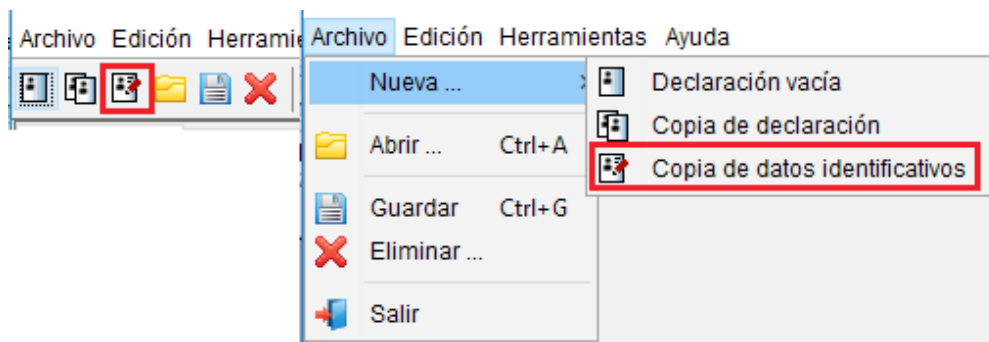 Archivo Edición Herramie
Archivo Edición Herramientas Ayuda
Nueva ...
Declaración vacía
Copia de declaración
Copia de datos identificativos
Abrir ... Ctrl+A
Guardar Ctrl+G
Eliminar ...
Salir